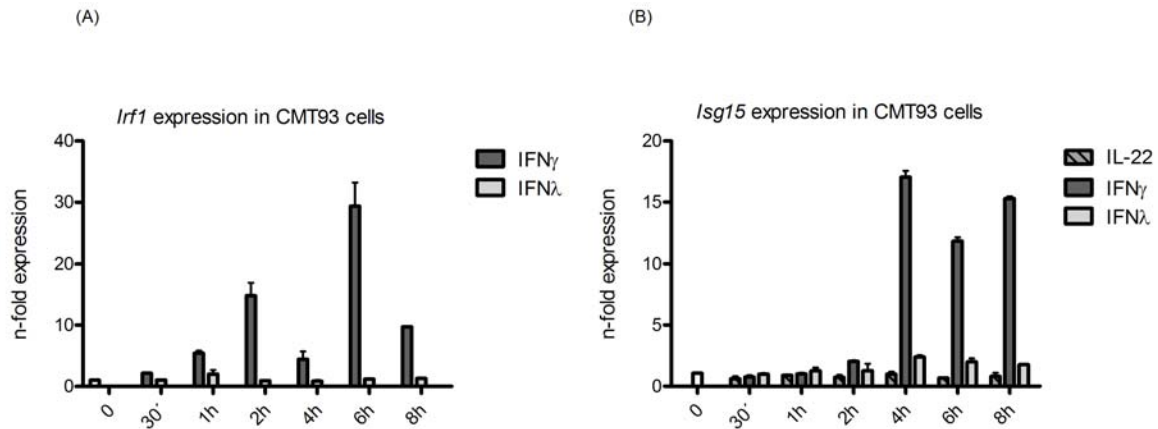 (A)
(B)
Irf1 expression in CMT93 cells
40
30
20
10
0
n-fold expression
0
30'
1h
2h
4h
6h
8h
IFNγ
IFNλ
Isg15 expression in CMT93 cells
20
15
10
5
0
n-fold expression
0
30'
1h
2h
4h
6h
8h
IL-22
IFNγ
IFNλ